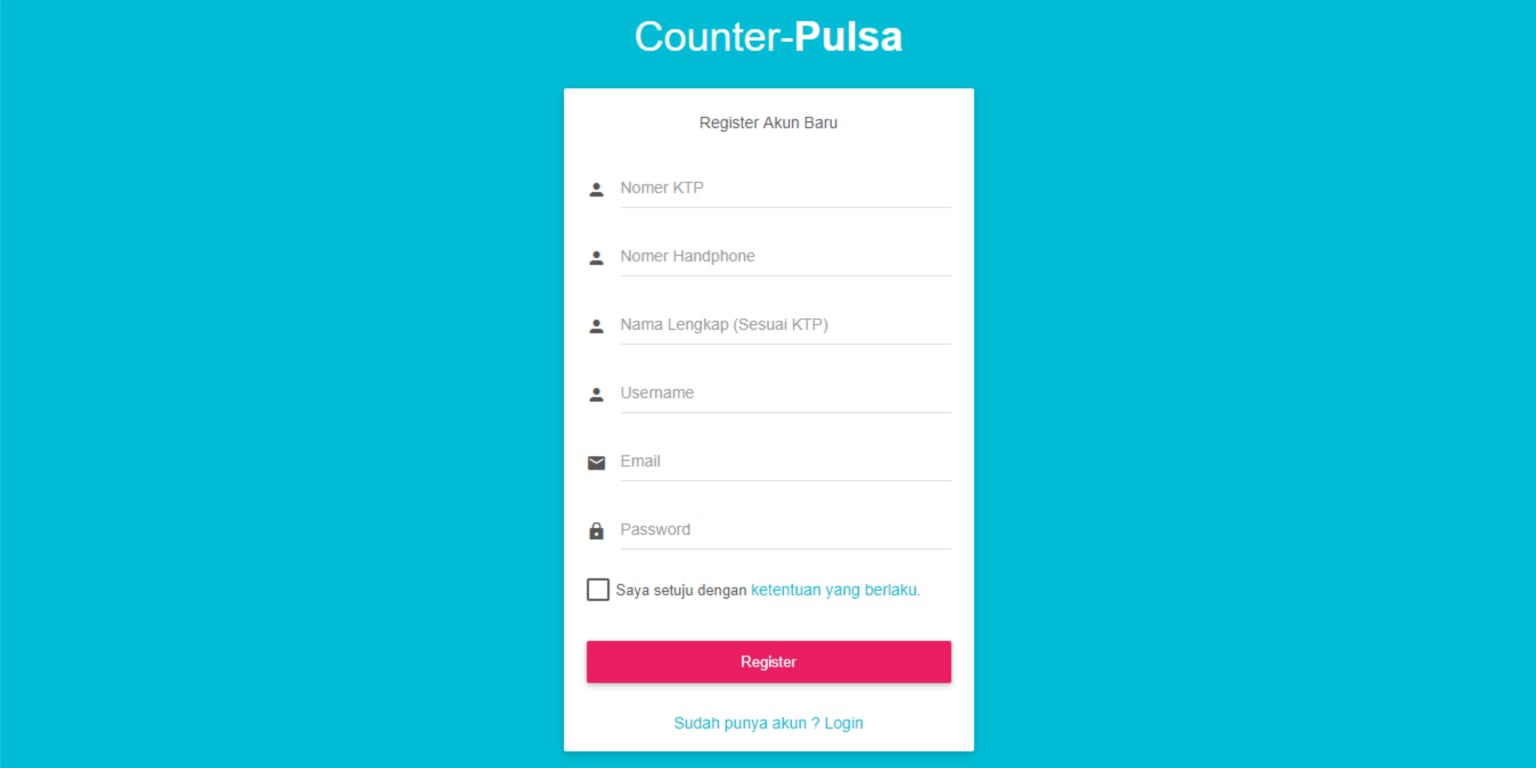 Counter-Pulsa
Register Akun Baru
Nomer KTP
Nomer Handphone
Nama Lengkap (Sesuai KTP)
Username
Email
Password
Saya setuju dengan ketentuan yang berlaku.
Register
Sudah punya akun ? Login